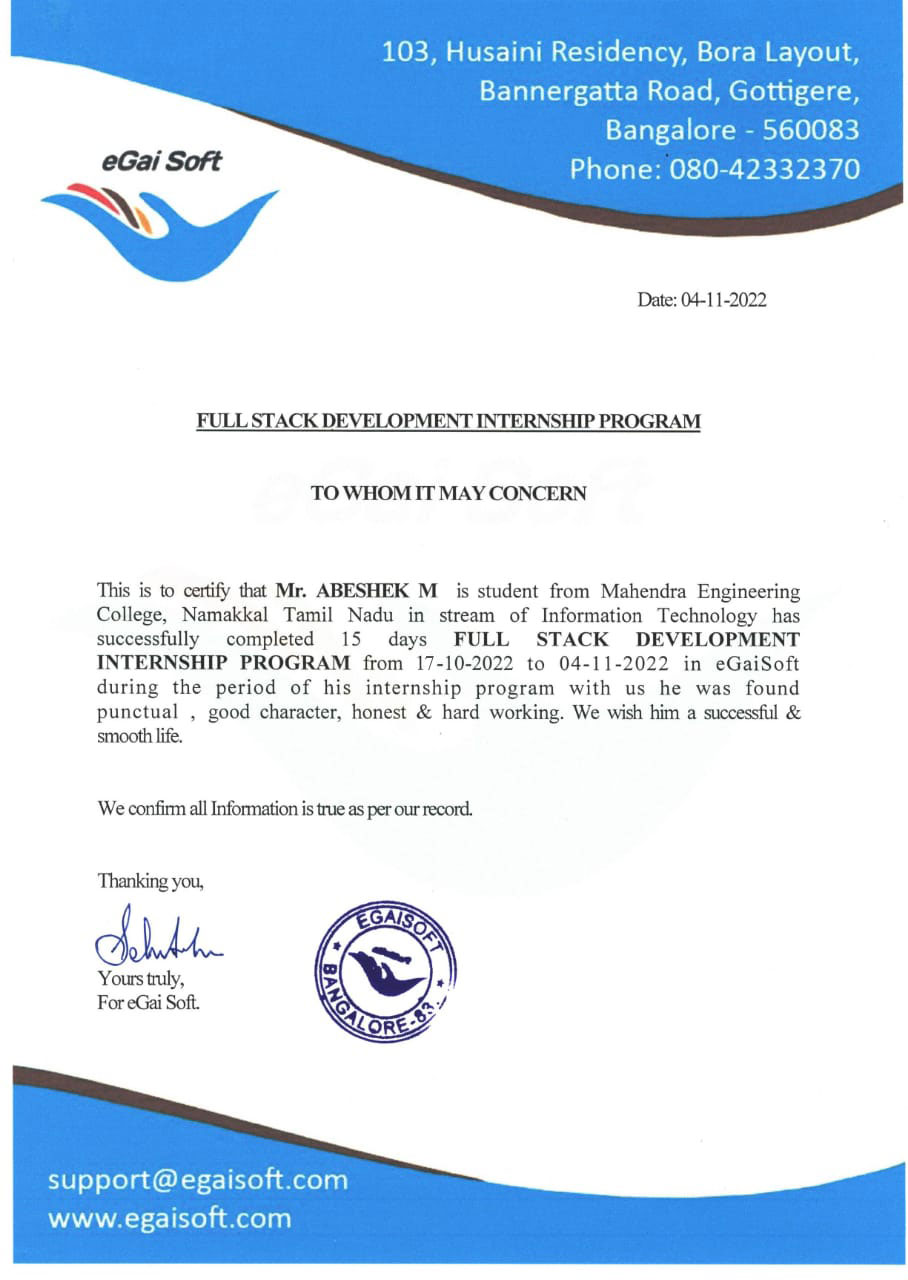 103, Husaini Residency, Bora Layout,
Bannergatta Road, Gottigere,
Bangalore - 560083
Phone: 080-42332370
eGai Soft
Date: 04-11-2022
FULL STACK DEVELOPMENT INTERNSHIP PROGRAM
eGai Soft
TO WHOM IT MAY CONCERN
This is to certify that Mr. ABESHEK M is student from Mahendra Engineering
College, Namakkal Tamil Nadu in stream of Information Technology has
successfully completed 15 days FULL STACK DEVELOPMENT
INTERNSHIP PROGRAM from 17-10-2022 to 04-11-2022 in eGaiSoft
during the period of his internship program with us he was found
punctual , good character, honest & hard working. We wish him a successful &
smooth life.
We confirm all Information is true as per our record.
Thanking you,
Yours truly,
For eGai Soft.
EGAISOFT
BANGALORE-83.
support@egaisoft.com
www.egaisoft.com